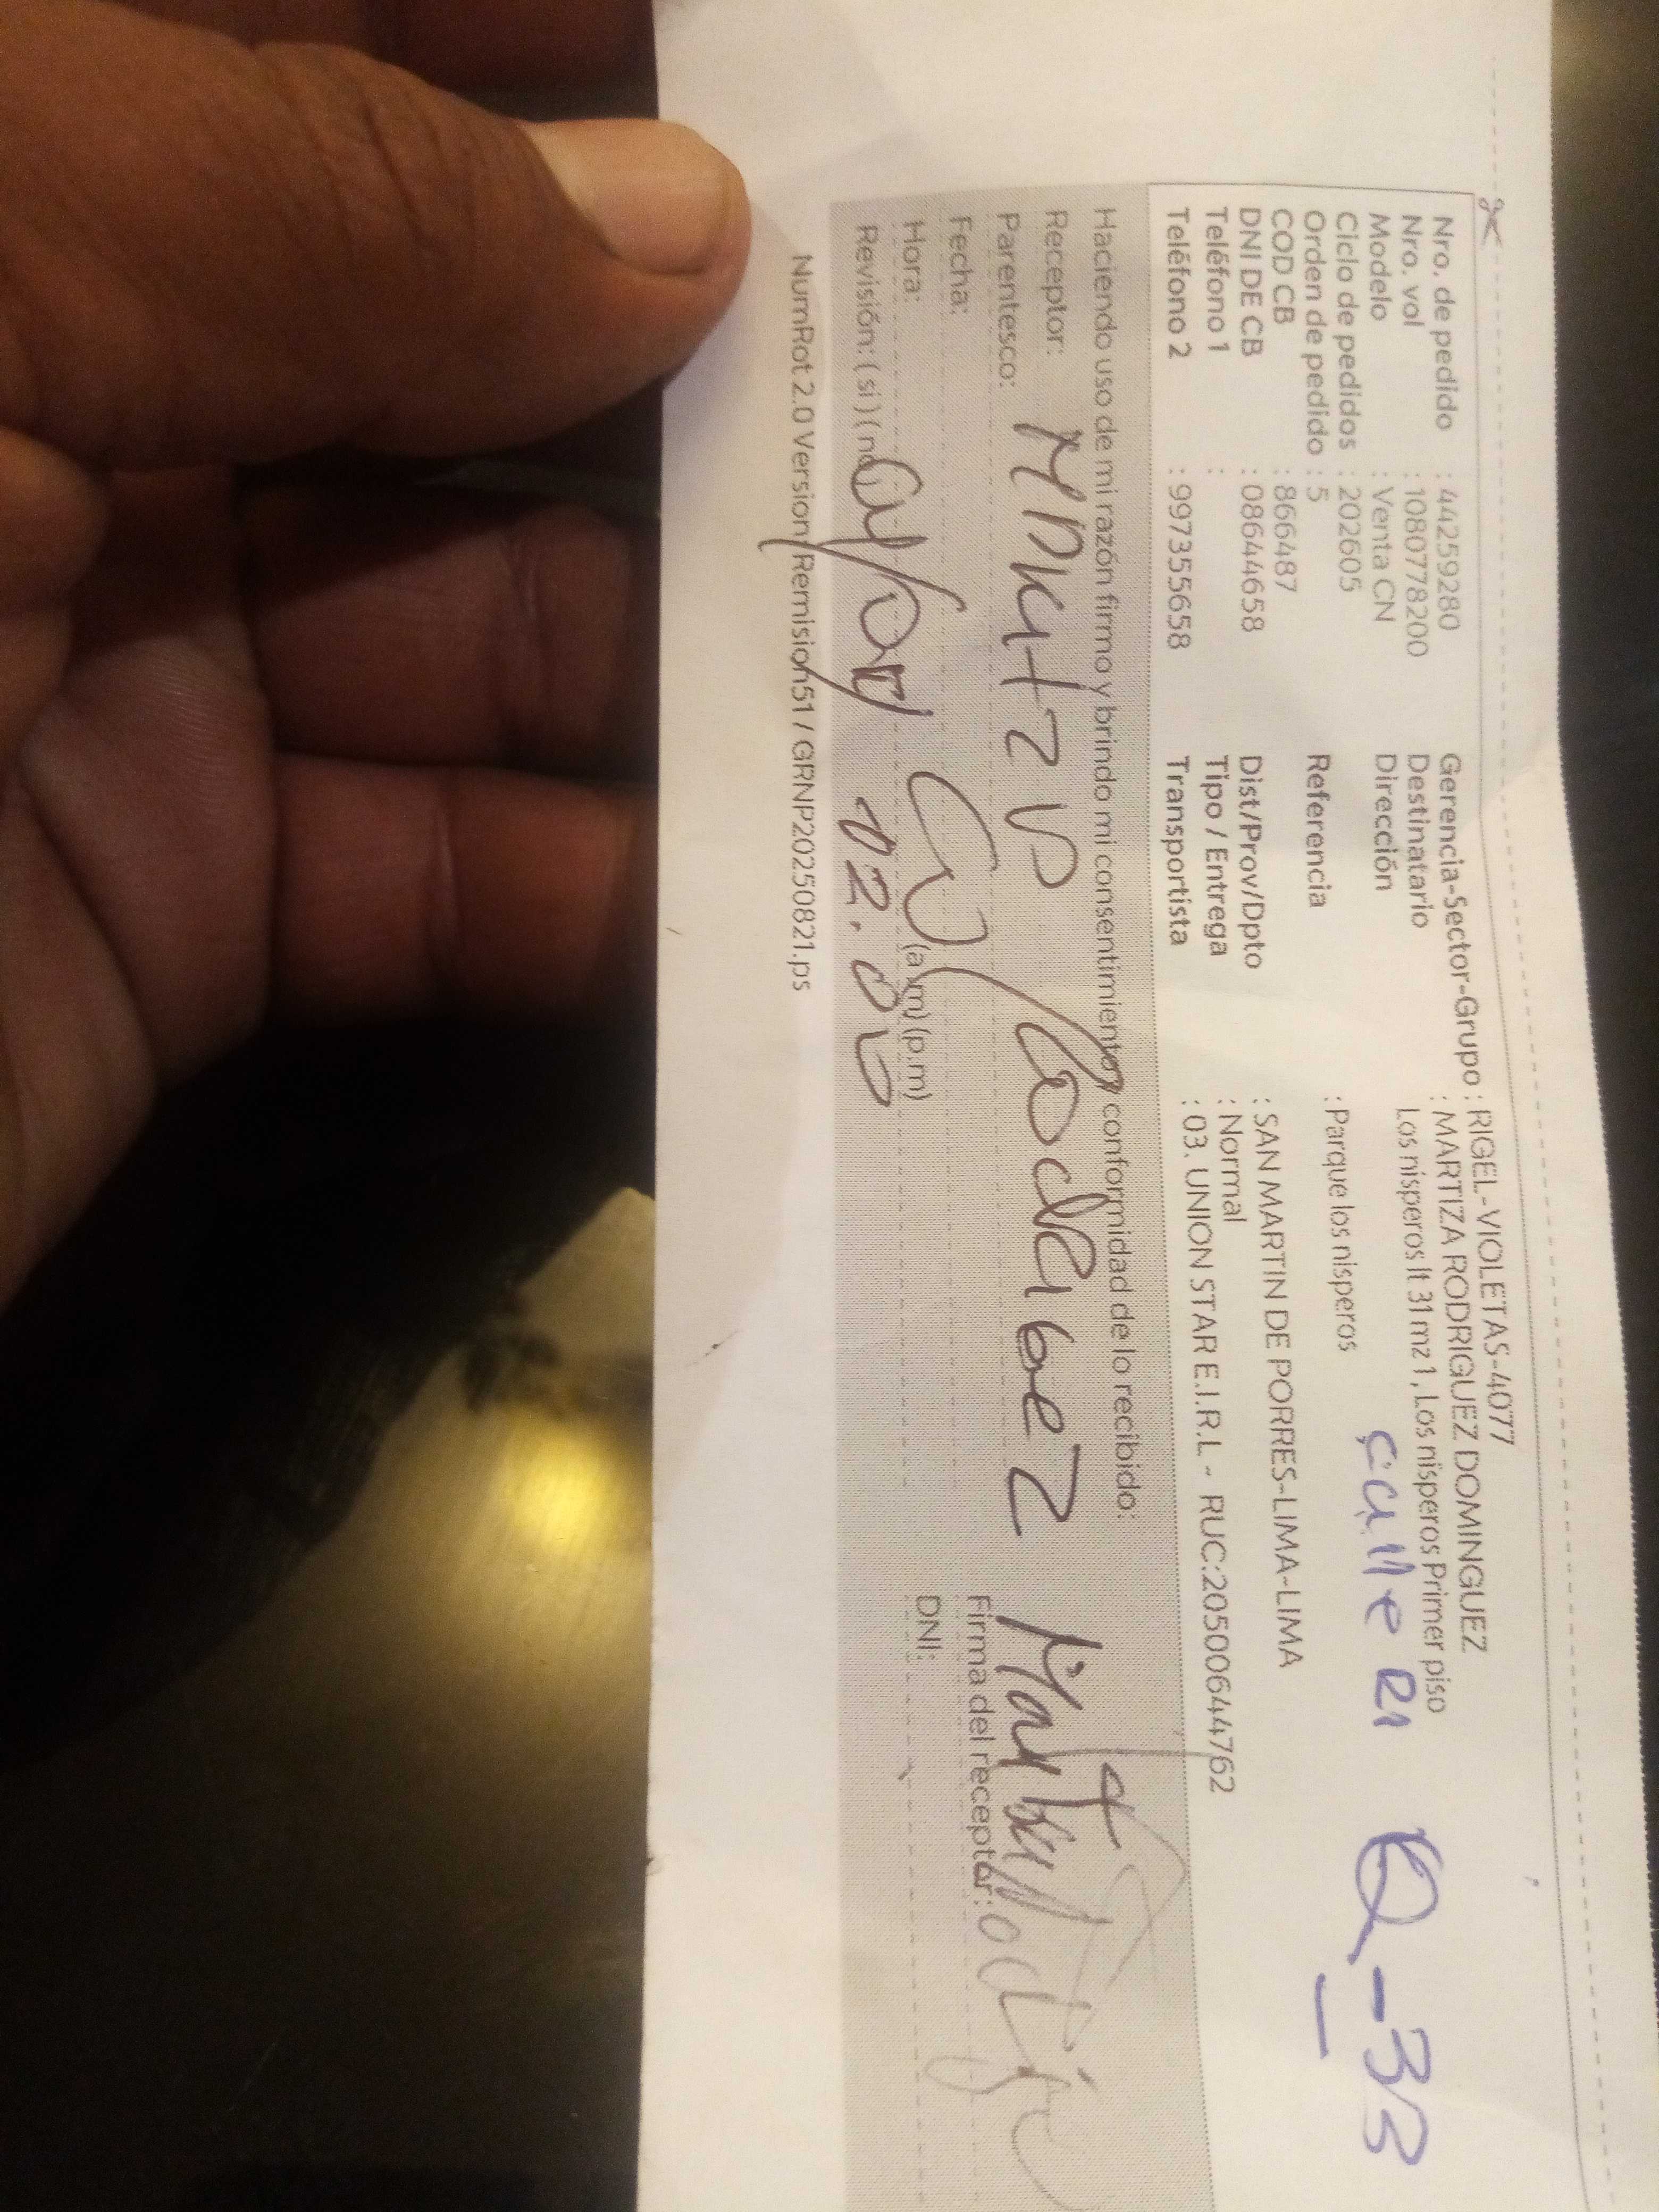 Nro. de pedido : 44259280
Nro. vol : 10807778200
Modelo : Venta CN
Ciclo de pedidos : 202605
Orden de pedido : 5
COD CB : 866487
DNI DE CB : 08644658
Teléfono 1 :
Teléfono 2 : 997355658
Gerencia-Sector-Grupo : RIGEL-VIOLETAS-4077
Destinatario : MARTIZA RODRIGUEZ DOMINGUEZ
Dirección Los nisperos lt 31 mz 1, Los nisperos Primer piso
calle 21 Q-33
Referencia : Parque los nisperos
Dist/Prov/Dpto : SAN MARTIN DE PORRES-LIMA-LIMA
Tipo / Entrega : Normal
Transportista : 03. UNION STAR E.I.R.L - RUC:20500644762
Haciendo uso de mi razón firmo y brindo mi consentimiento y conformidad de lo recibido:
Receptor:
Parentesco:
Fecha:
Hora: (a.m) (p.m)
Revisión: ( si ) ( no )
Firma del receptor:
DNI:
NumRot 2.0 Version Remision51 / GRNP20250821.ps